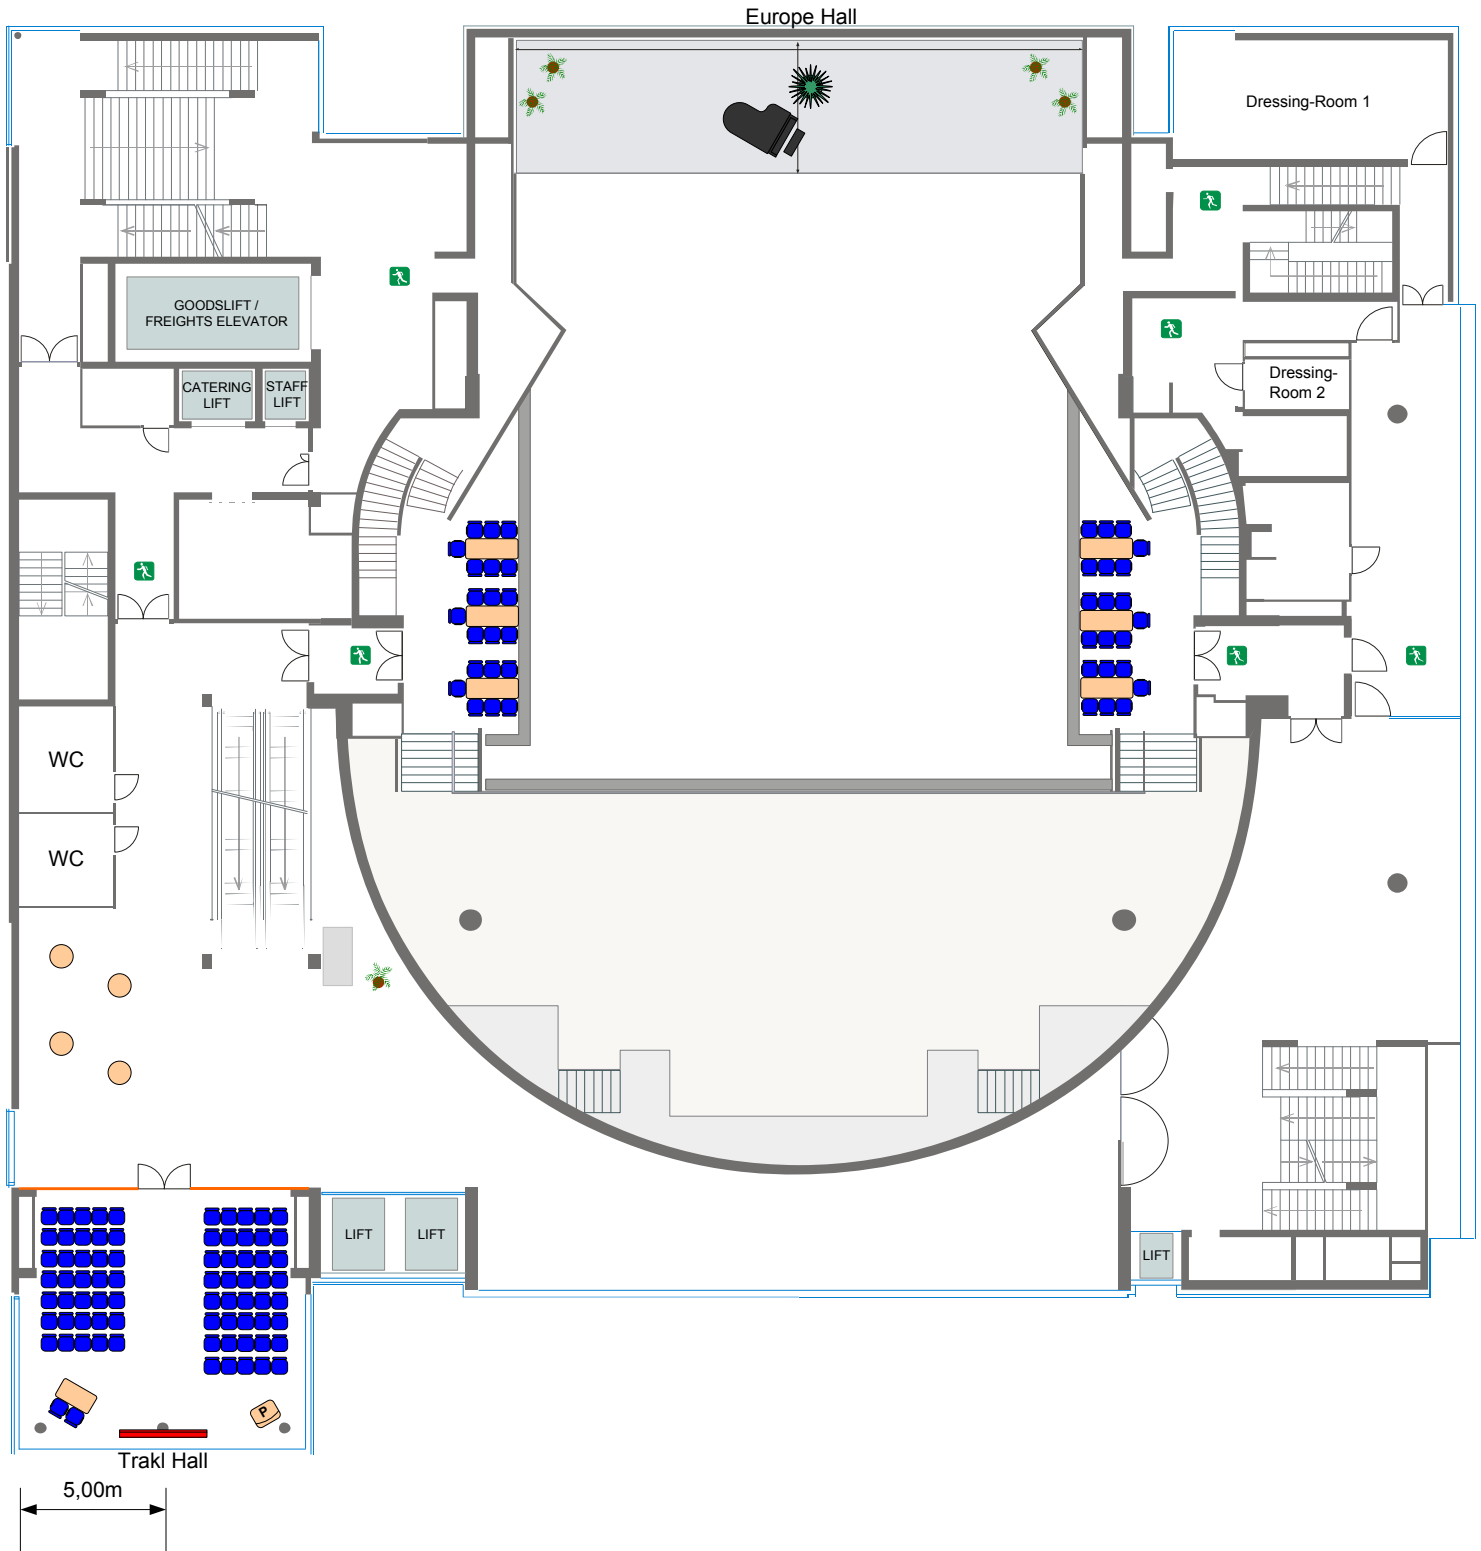 Europe Hall
Dressing-Room 1
GOODSLIFT /
FREIGHTS ELEVATOR
CATERING
LIFT
STAFF
LIFT
Dressing-
Room 2
WC
WC
LIFT
LIFT
LIFT
P
Trakl Hall
5,00m